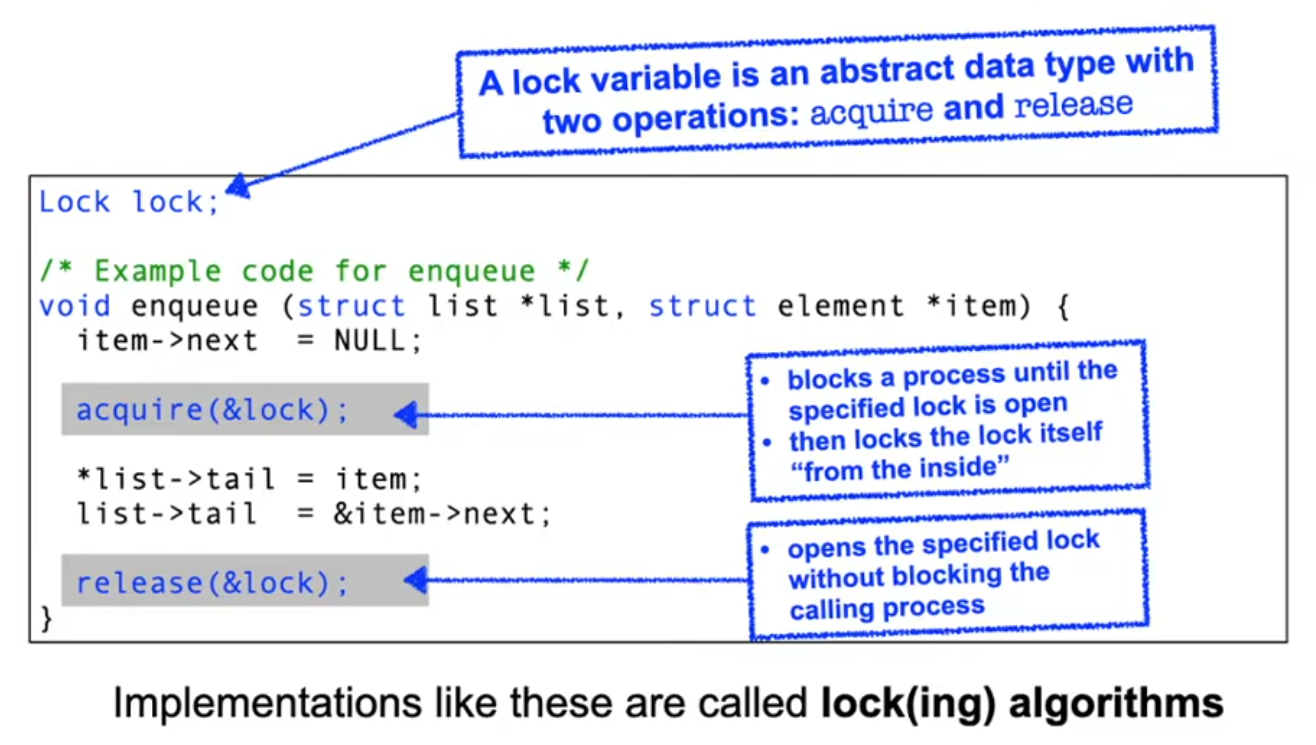 A lock variable is an abstract data type with
two operations: acquire and release
Lock lock;
/* Example code for enqueue */
void enqueue (struct list *list, struct element *item) {
item->next = NULL;
acquire(&lock);
• blocks a process until the
specified lock is open
• then locks the lock itself
“from the inside”
*list->tail = item;
list->tail = &item->next;
release(&lock);
• opens the specified lock
without blocking the
calling process
}
Implementations like these are called lock(ing) algorithms